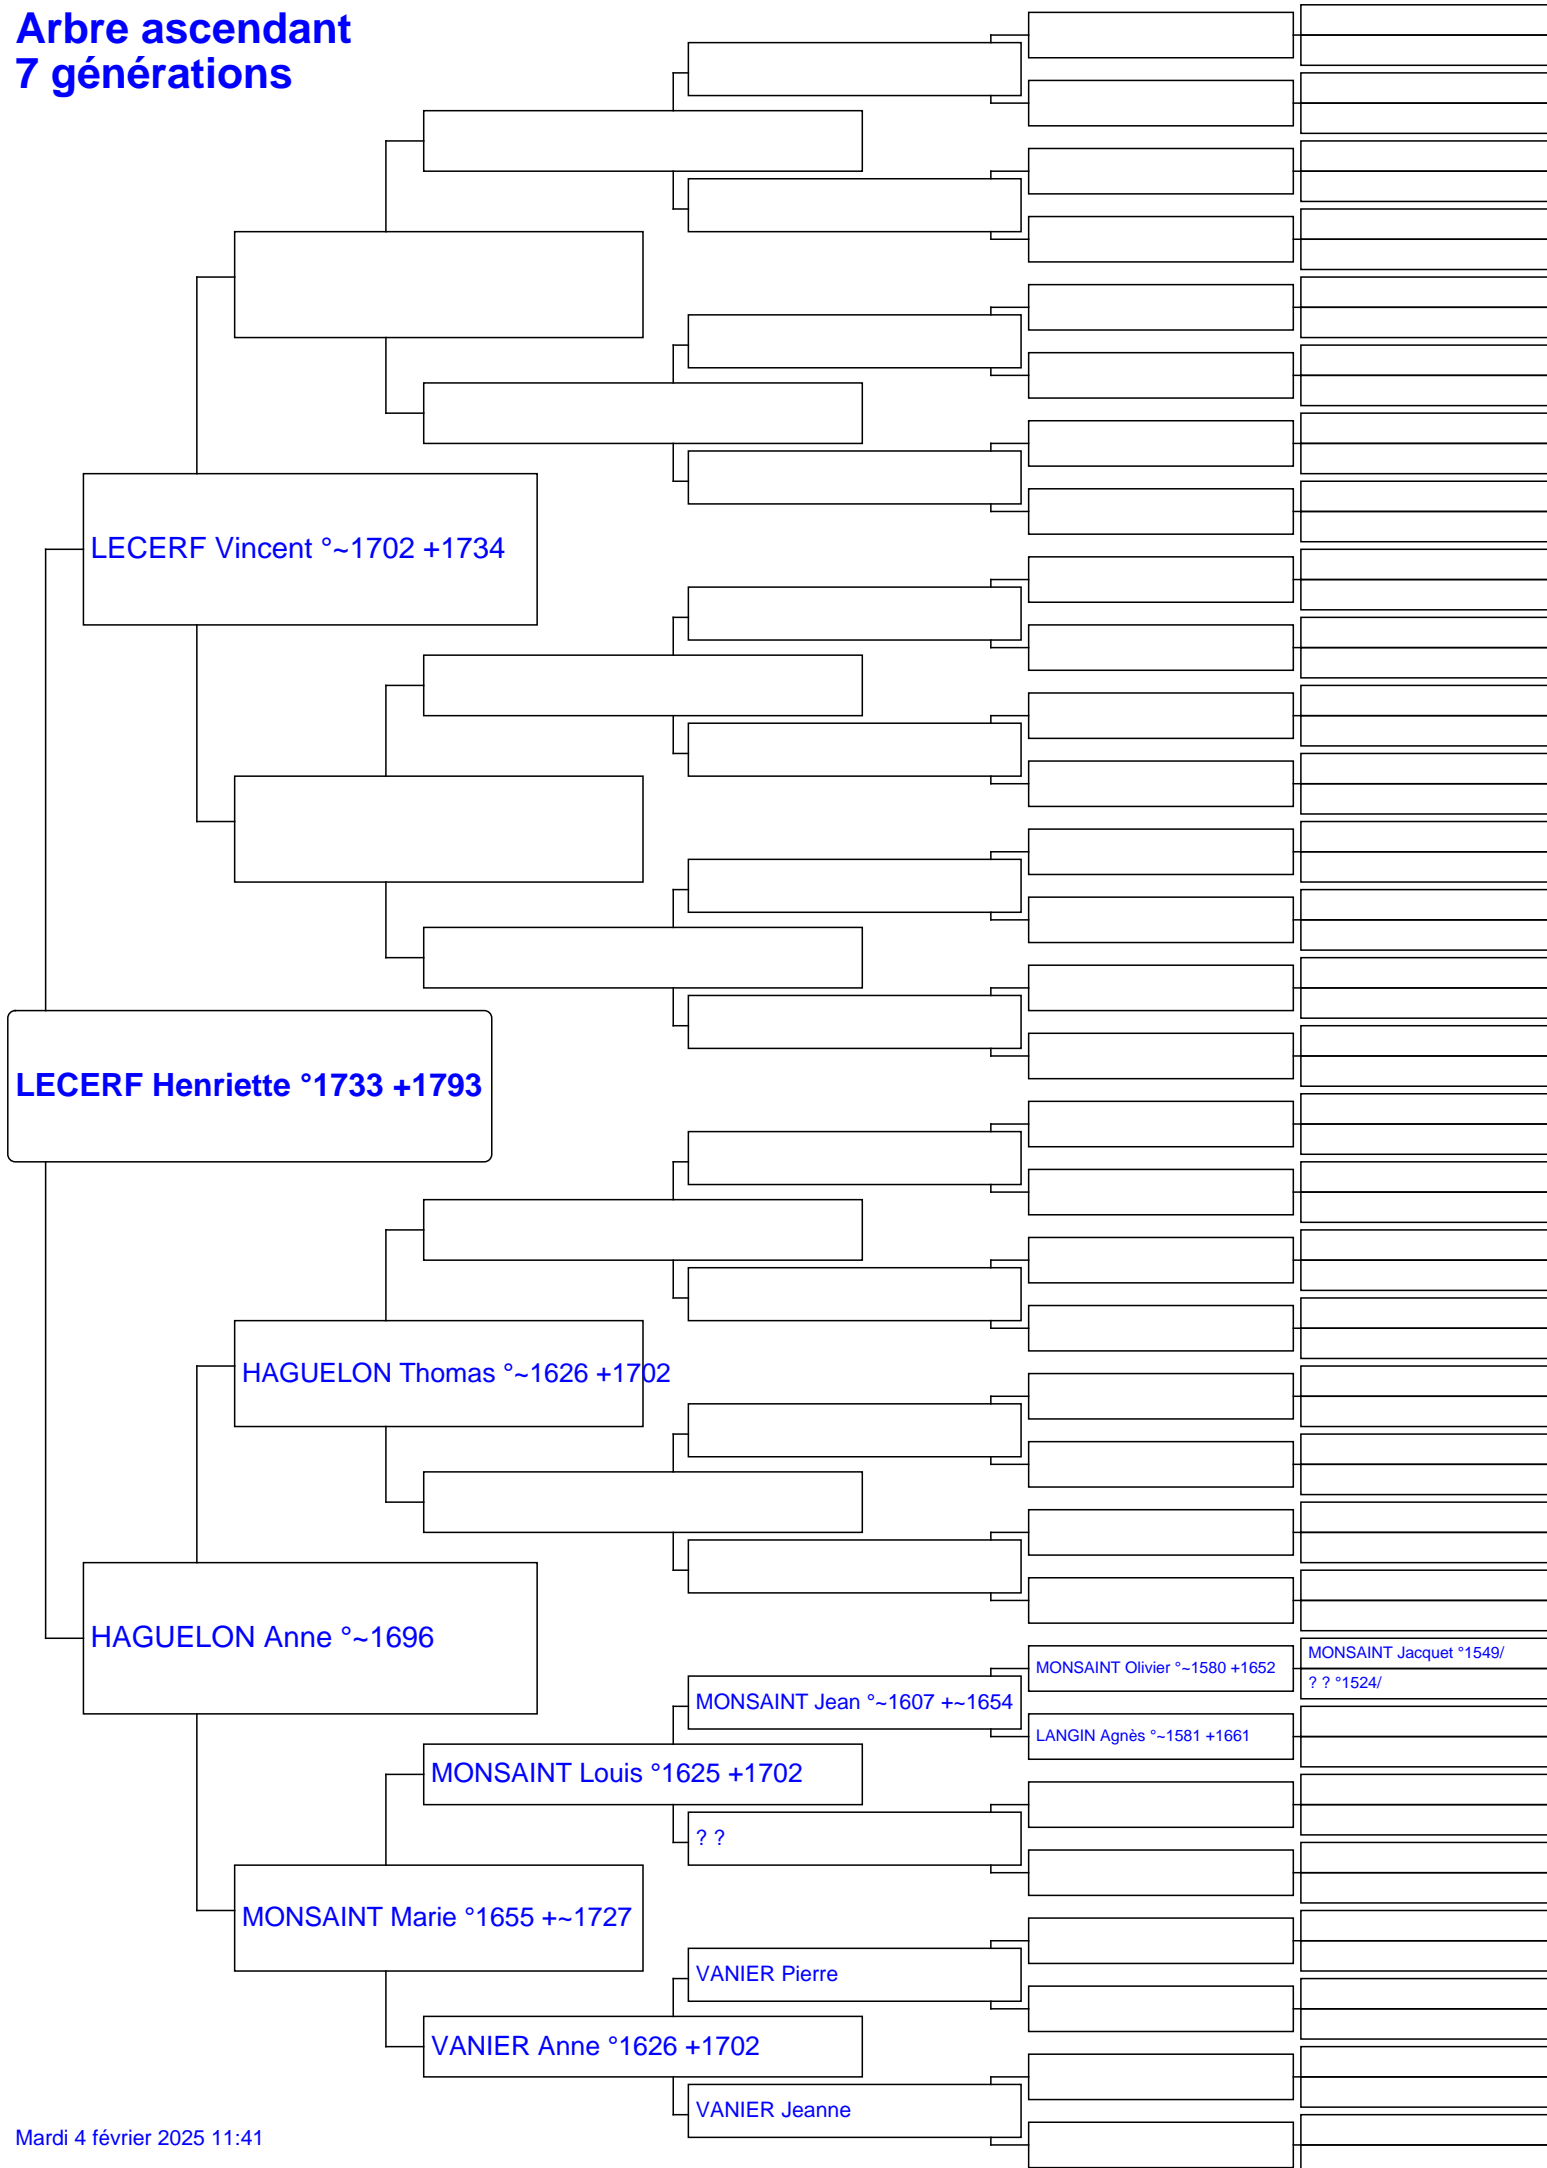 Arbre ascendant
7 générations
LECERF Vincent °~1702 +1734
LECERF Henriette °1733 +1793
HAGUELON Thomas °~1626 +1702
HAGUELON Anne °~1696
MONSAINT Jacquet °1549/
MONSAINT Olivier °~1580 +1652
? ? °1524/
MONSAINT Jean °~1607 +~1654
LANGIN Agnès °~1581 +1661
MONSAINT Louis °1625 +1702
? ?
MONSAINT Marie °1655 +~1727
VANIER Pierre
VANIER Anne °1626 +1702
VANIER Jeanne
Mardi 4 février 2025 11:41